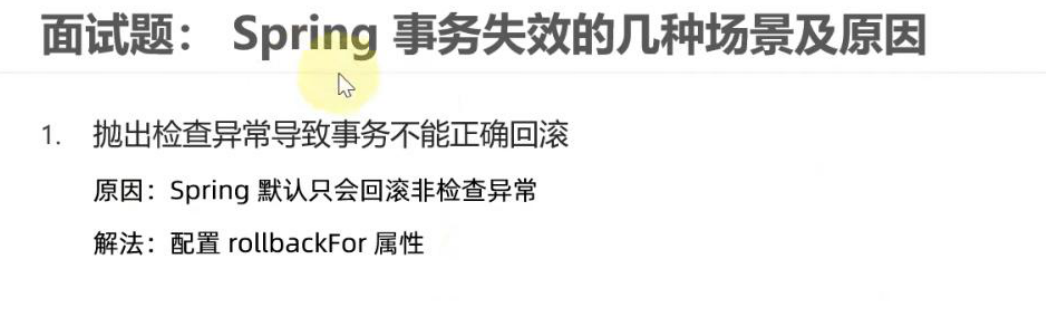 面试题： Spring 事务失效的几种场景及原因
1. 抛出检查异常导致事务不能正确回滚
原因：Spring 默认只会回滚非检查异常
解法：配置 rollbackFor 属性